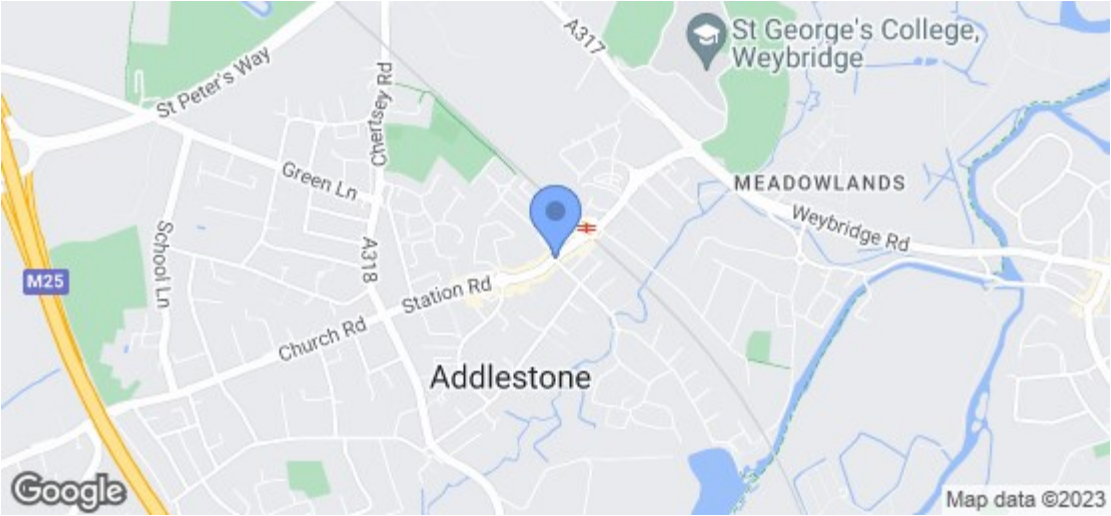 A317
St George's College,
Weybridge
St Peter's Way
Chertsey Rd
Green Ln
MEADOWLANDS
Weybridge Rd
School Ln
A318
M25
Station Rd
Church Rd
Addlestone
Google
Map data ©2023